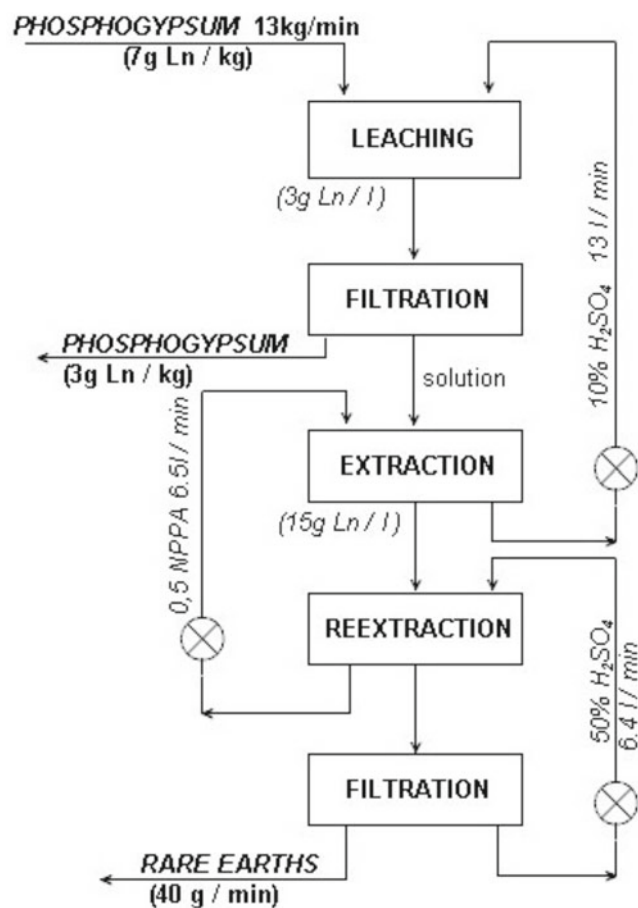 PHOSPHOGYPSUM 13kg/min
(7g Ln / kg)
LEACHING
(3g Ln / l)
10% H₂SO₄ 13 l / min
FILTRATION
PHOSPHOGYPSUM
(3g Ln / kg)
solution
0,5 NPPA 6.5l / min
EXTRACTION
(15g Ln / l)
REEXTRACTION
50% H₂SO₄
6,4 l / min
FILTRATION
RARE EARTHS
(40 g / min)